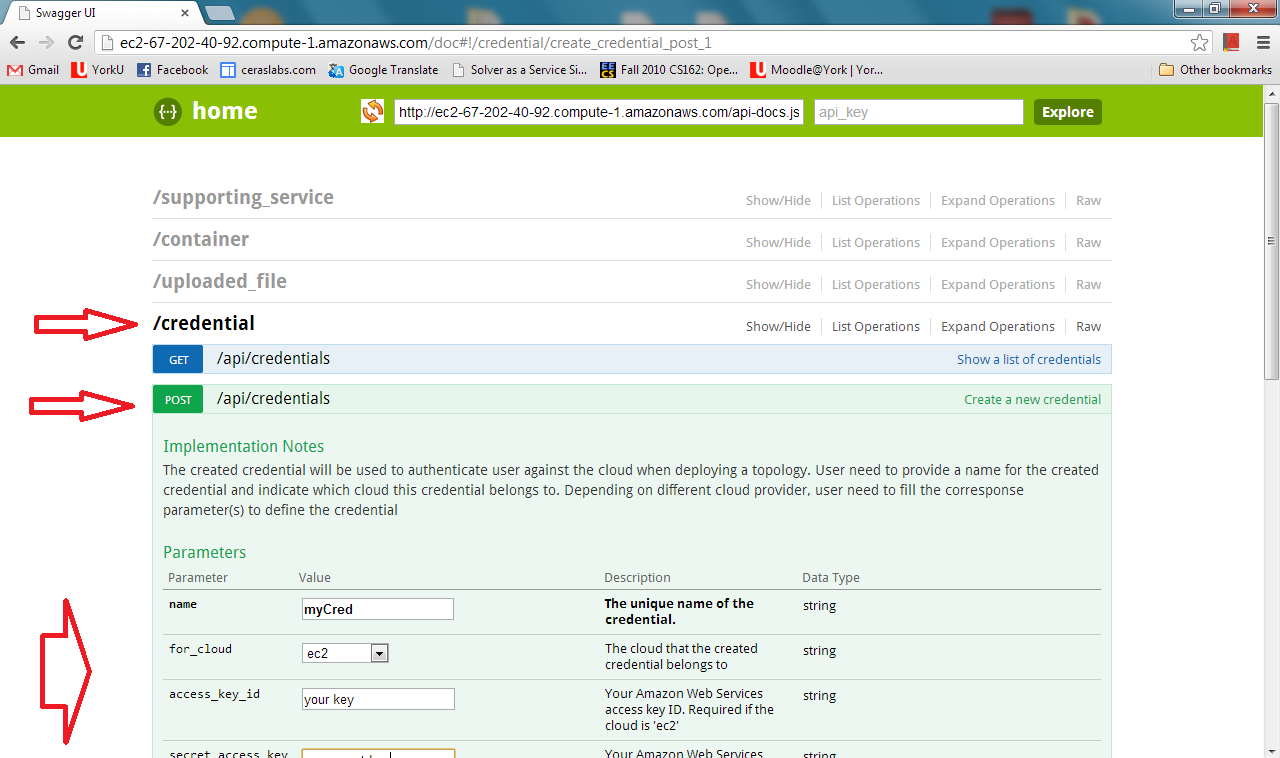 Swagger UI
ec2-67-202-40-92.compute-1.amazonaws.com/doc#!/credential/create_credential_post_1
Gmail YorkU Facebook ceraslabs.com Google Translate Solver as a Service Si... Fall 2010 CS162: Ope... Moodle@York | Yor... Other bookmarks
{··} home http://ec2-67-202-40-92.compute-1.amazonaws.com/api-docs.js api_key Explore
/supporting_service Show/Hide List Operations Expand Operations Raw
/container Show/Hide List Operations Expand Operations Raw
/uploaded_file Show/Hide List Operations Expand Operations Raw
/credential Show/Hide List Operations Expand Operations Raw
GET /api/credentials Show a list of credentials
POST /api/credentials Create a new credential
Implementation Notes
The created credential will be used to authenticate user against the cloud when deploying a topology. User need to provide a name for the created
credential and indicate which cloud this credential belongs to. Depending on different cloud provider, user need to fill the corresponse
parameter(s) to define the credential
Parameters
Parameter Value Description Data Type
name myCred The unique name of the string
credential.
for_cloud ec2 The cloud that the created string
credential belongs to
access_key_id your key Your Amazon Web Services string
access key ID. Required if the
cloud is 'ec2'
secret_access_key Your Amazon Web Services string